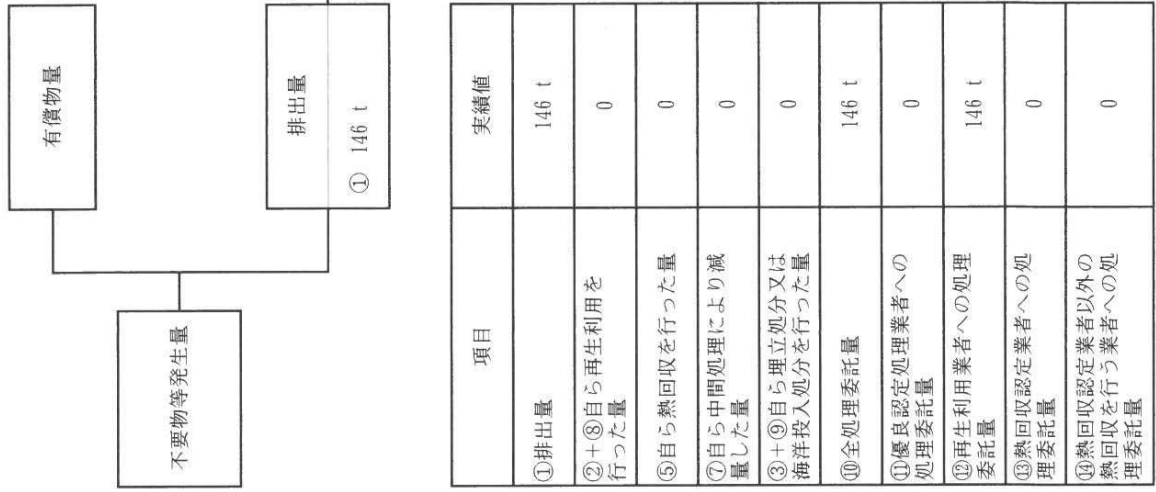 有償物量
不要物等発生量
排出量
① 146 t
項目 実績値
①排出量 146 t
②+⑧自ら再生利用を
行った量 0
⑤自ら熱回収を行った量 0
⑦自ら中間処理により減
量した量 0
③+⑨自ら埋立処分又は
海洋投入処分を行った量 0
⑩全処理委託量 146 t
⑪優良認定処理業者への
処理委託量 0
⑫再生利用業者への処理
委託量 146 t
⑬熱回収認定業者への処
理委託量 0
⑭熱回収認定業者以外の
熱回収を行う業者への処
理委託量 0